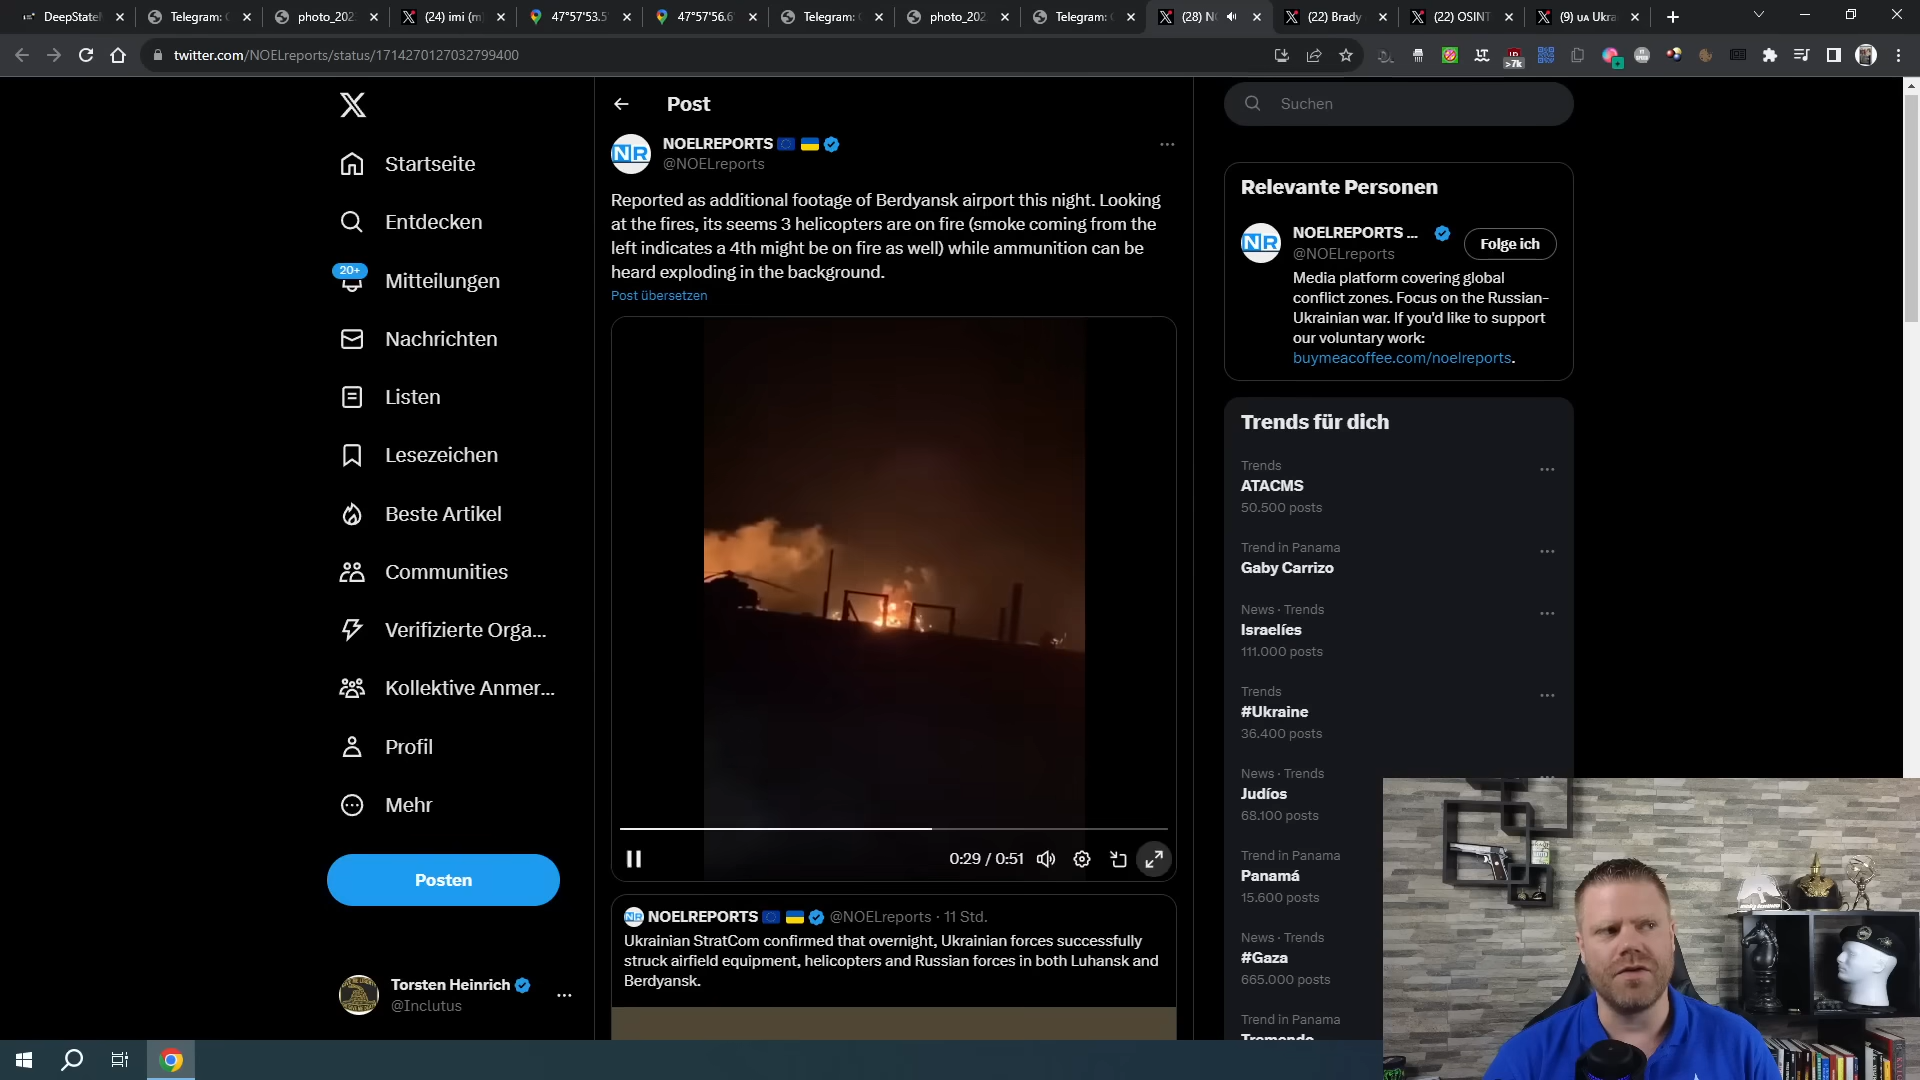 DeepState
Telegram:
photo_202
(24) imi (m
47°57'53.5"
47°57'56.6
Telegram:
photo_202
Telegram:
(28) N
(22) Brady
(22) OSINT
(9) UA Ukra
twitter.com/NOELreports/status/1714270127032799400
>7k
Startseite
Entdecken
20+
Mitteilungen
Nachrichten
Listen
Lesezeichen
Beste Artikel
Communities
Verifizierte Orga...
Kollektive Anmer...
Profil
Mehr
Posten
Torsten Heinrich
@Inclutus
Post
NR
NOELREPORTS
@NOELreports
Reported as additional footage of Berdyansk airport this night. Looking
at the fires, its seems 3 helicopters are on fire (smoke coming from the
left indicates a 4th might be on fire as well) while ammunition can be
heard exploding in the background.
Post übersetzen
0:29 / 0:51
NR NOELREPORTS @NOELreports · 11 Std.
Ukrainian StratCom confirmed that overnight, Ukrainian forces successfully
struck airfield equipment, helicopters and Russian forces in both Luhansk and
Berdyansk.
Suchen
Relevante Personen
NR
NOELREPORTS ...
@NOELreports
Folge ich
Media platform covering global
conflict zones. Focus on the Russian-
Ukrainian war. If you'd like to support
our voluntary work:
buymeacoffee.com/noelreports.
Trends für dich
Trends
ATACMS
50.500 posts
Trend in Panama
Gaby Carrizo
News · Trends
Israelíes
111.000 posts
Trends
#Ukraine
36.400 posts
News · Trends
Judíos
68.100 posts
Trend in Panama
Panamá
15.600 posts
News · Trends
#Gaza
665.000 posts
Trend in Panama
Tremendo